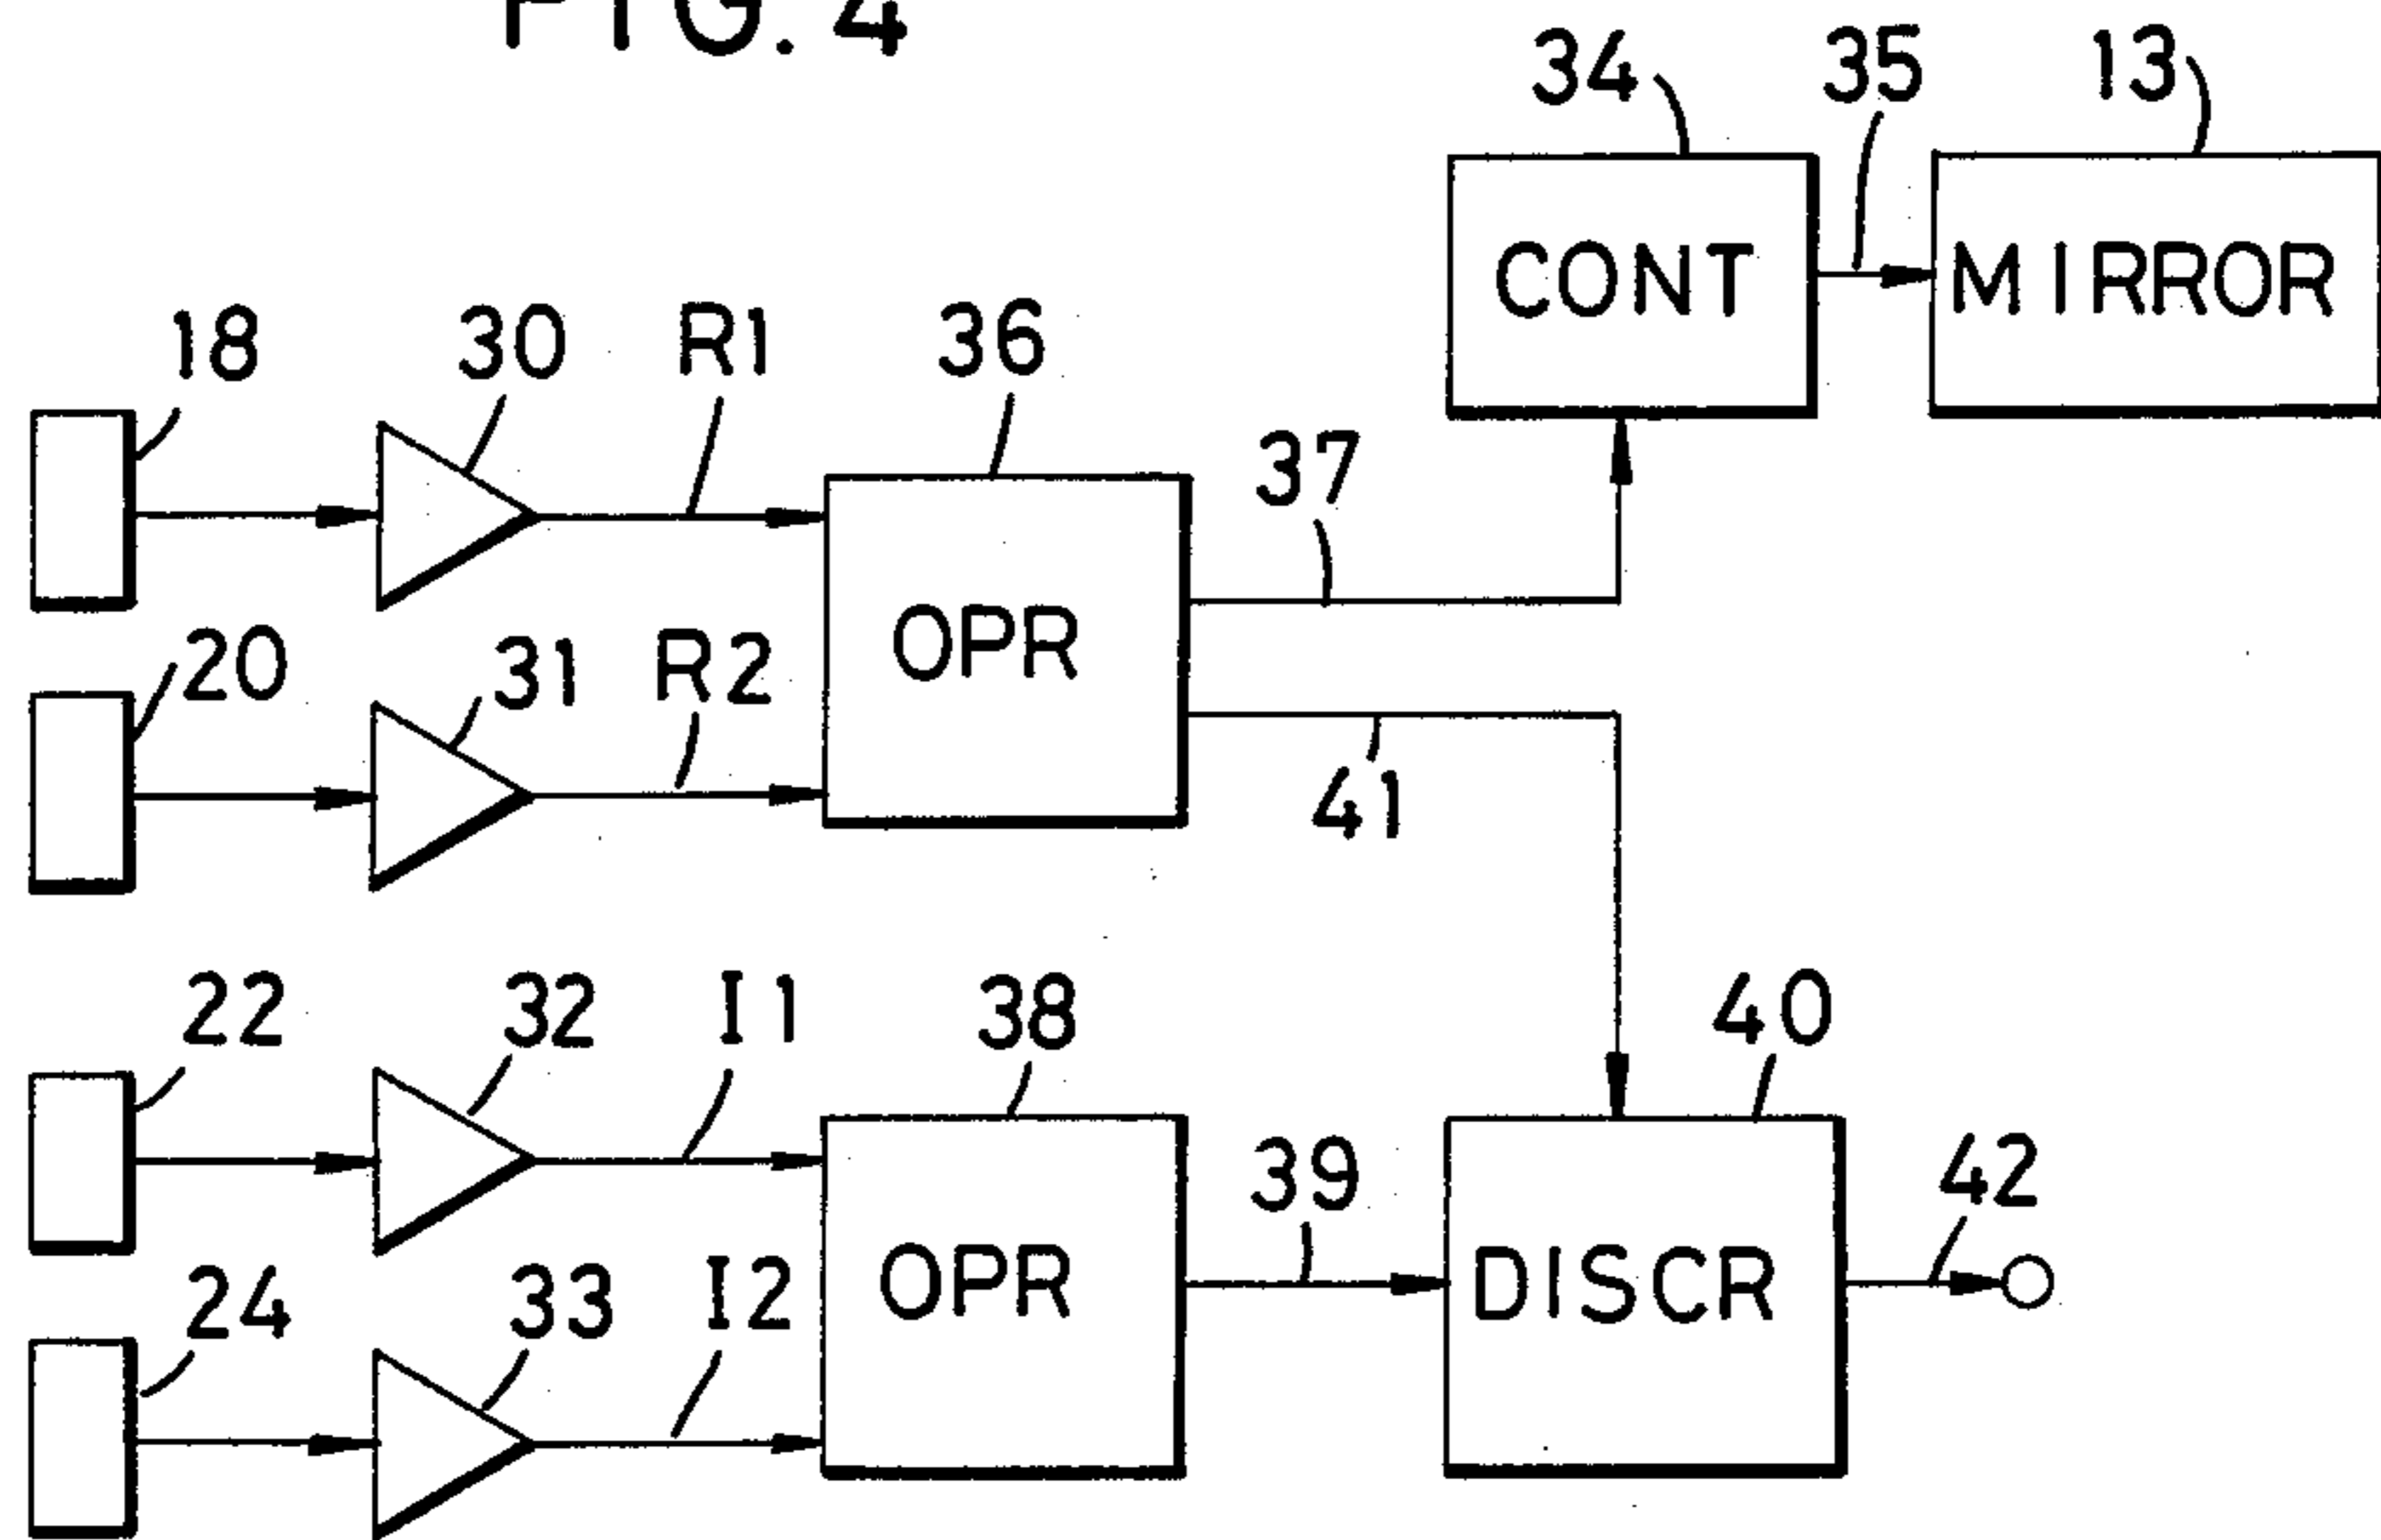 FIG. 4
34 35 13
CONT MIRROR
18 30 R1 36
37
20 31 R2 OPR
41
22 32 I1 38 40
39 42
24 33 I2 OPR DISCR